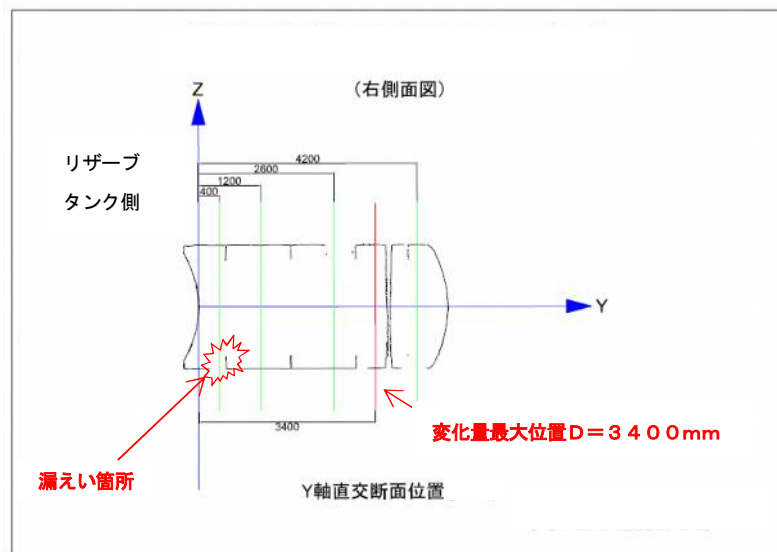 (右側面図)
Z
リザーブ
タンク側
4200
2600
1200
400
Y
3400
変化量最大位置D=3400mm
漏えい箇所
Y軸直交断面位置